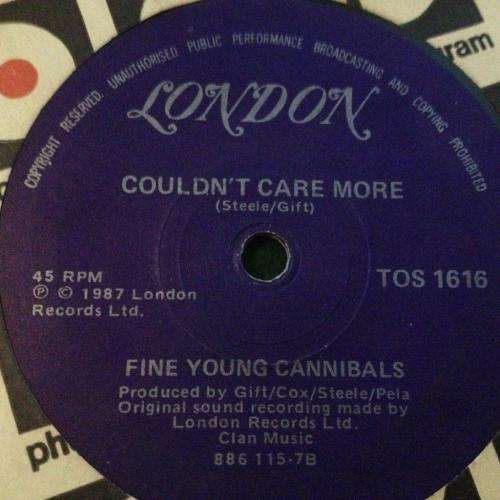 COPYRIGHT RESERVED. UNAUTHORISED PUBLIC PERFORMANCE BROADCASTING AND COPYING PROHIBITED
LONDON
COULDN'T CARE MORE
(Steele/Gift)
45 RPM
TOS 1616
℗ © 1987 London
Records Ltd.
FINE YOUNG CANNIBALS
Produced by Gift/Cox/Steele/Pela
Original sound recording made by
London Records Ltd.
Clan Music
886 115-7B
gram
ph